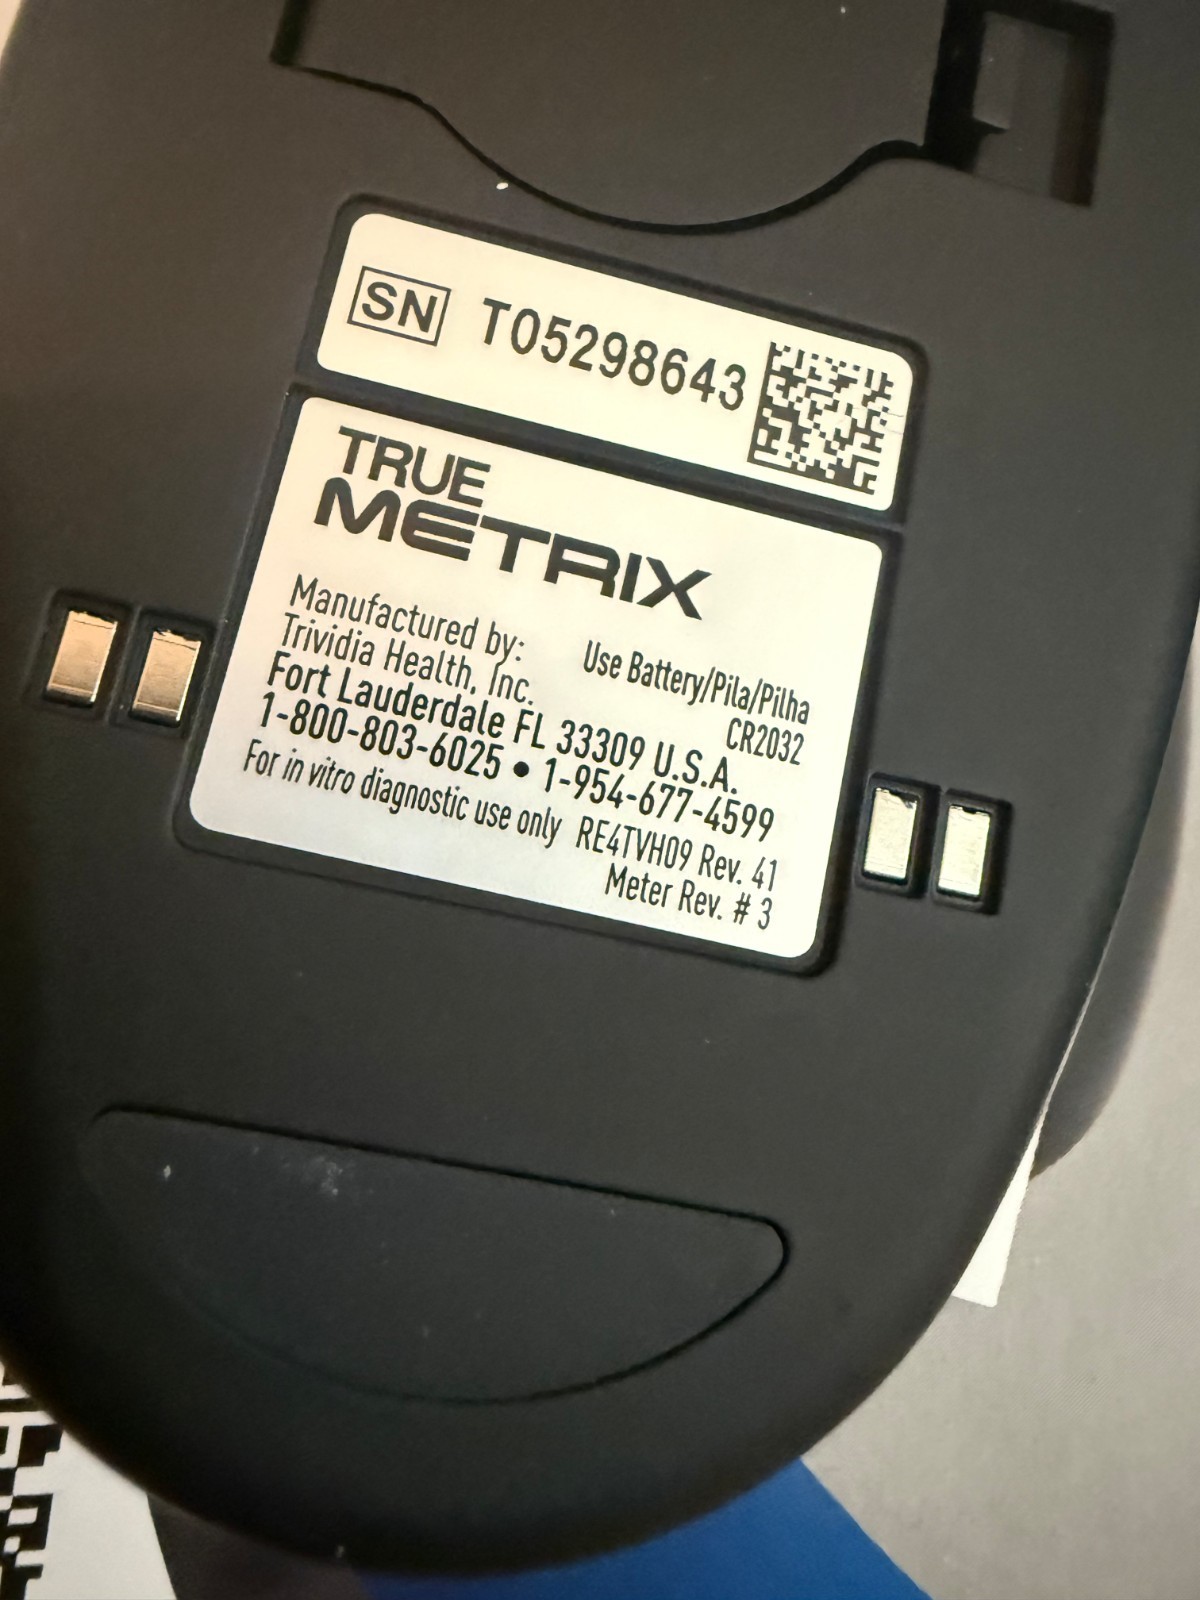 SN T05298643
TRUE
METRIX
Manufactured by:
Trividia Health, Inc.
Use Battery/Pila/Pilha
CR2032
Fort Lauderdale FL 33309 U.S.A.
1-800-803-6025 • 1-954-677-4599
For in vitro diagnostic use only RE4TVH09 Rev. 41
Meter Rev. # 3